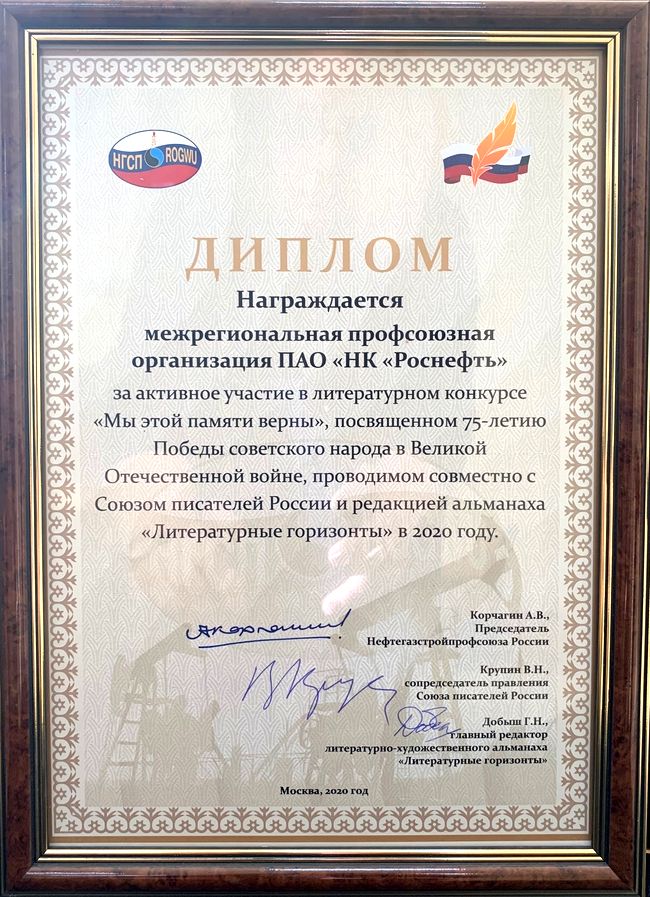 НГСП ROGWU
ДИПЛОМ
Награждается
межрегиональная профсоюзная
организация ПАО «НК «Роснефть»
за активное участие в литературном конкурсе
«Мы этой памяти верны», посвященном 75-летию
Победы советского народа в Великой
Отечественной войне, проводимом совместно с
Союзом писателей России и редакцией альманаха
«Литературные горизонты» в 2020 году.
Корчагин А.В.,
Председатель
Нефтегазстройпрофсоюза России
Крупин В.Н.,
сопредседатель правления
Союза писателей России
Добыш Г.Н.,
главный редактор
литературно-художественного альманаха
«Литературные горизонты»
Москва, 2020 год